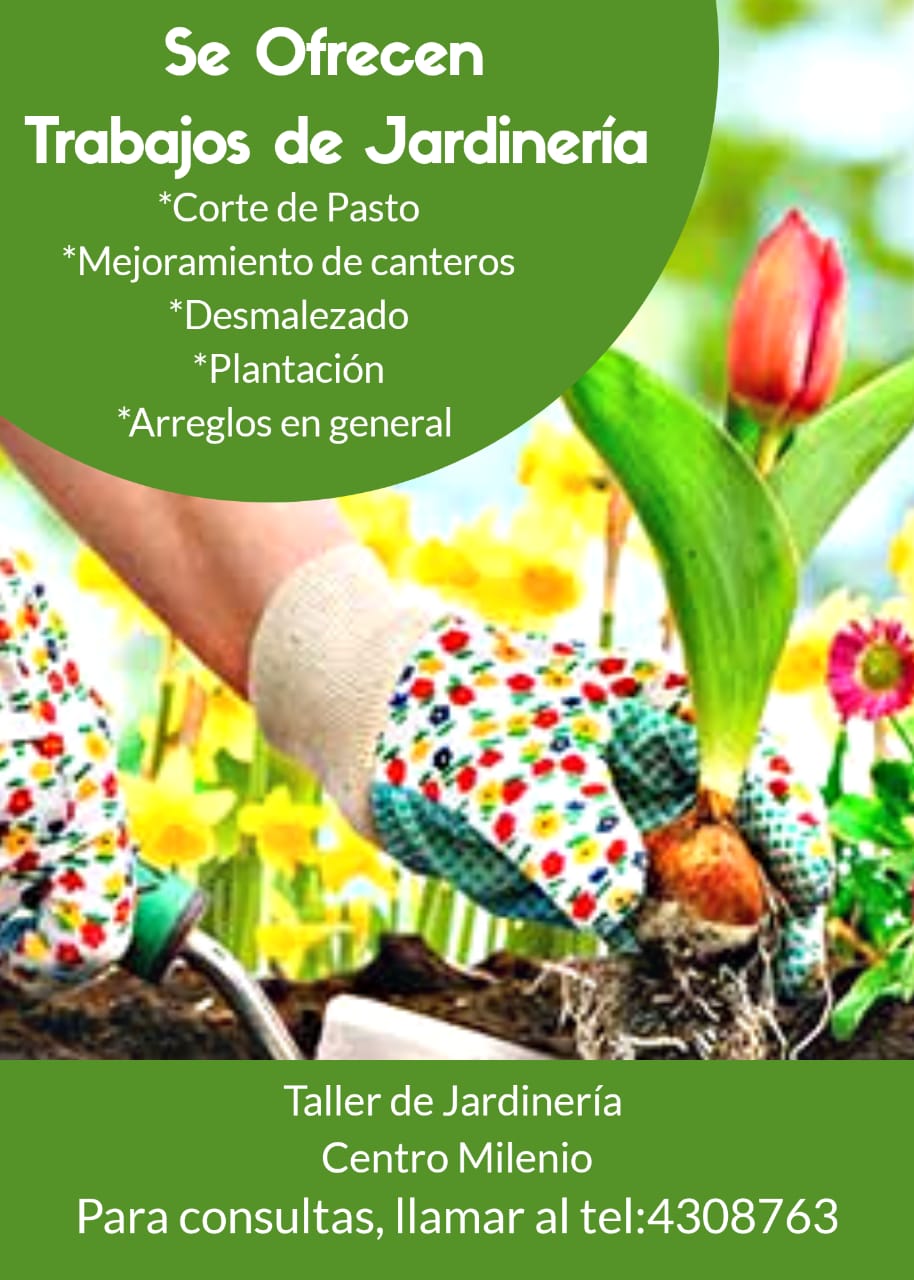 Se Ofrecen
Trabajos de Jardinería
*Corte de Pasto
*Mejoramiento de canteros
*Desmalezado
*Plantación
*Arreglos en general
Taller de Jardinería
Centro Milenio
Para consultas, llamar al tel:4308763